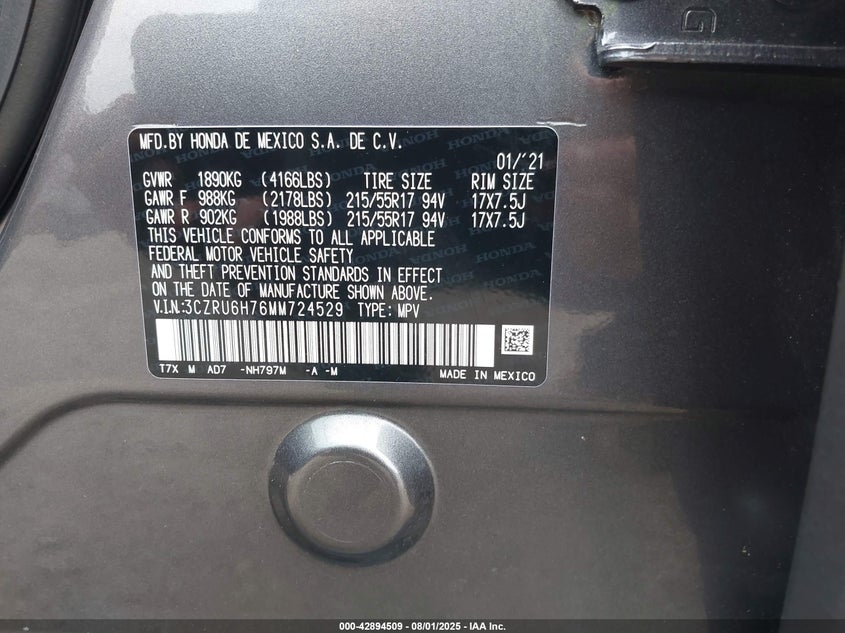 G
MFD.BY HONDA DE MEXICO S.A. DE C.V.
01/'21
GVWR 1890KG (4166LBS) TIRE SIZE RIM SIZE
GAWR F 988KG (2178LBS) 215/55R17 94V 17X7.5J
GAWR R 902KG (1988LBS) 215/55R17 94V 17X7.5J
THIS VEHICLE CONFORMS TO ALL APPLICABLE
FEDERAL MOTOR VEHICLE SAFETY
AND THEFT PREVENTION STANDARDS IN EFFECT
ON THE DATE OF MANUFACTURE SHOWN ABOVE.
V.I.N:3CZRU6H76MM724529 TYPE: MPV
T7X M AD7 -NH797M -A -M MADE IN MEXICO
000-42894509 - 08/01/2025 - IAA Inc.